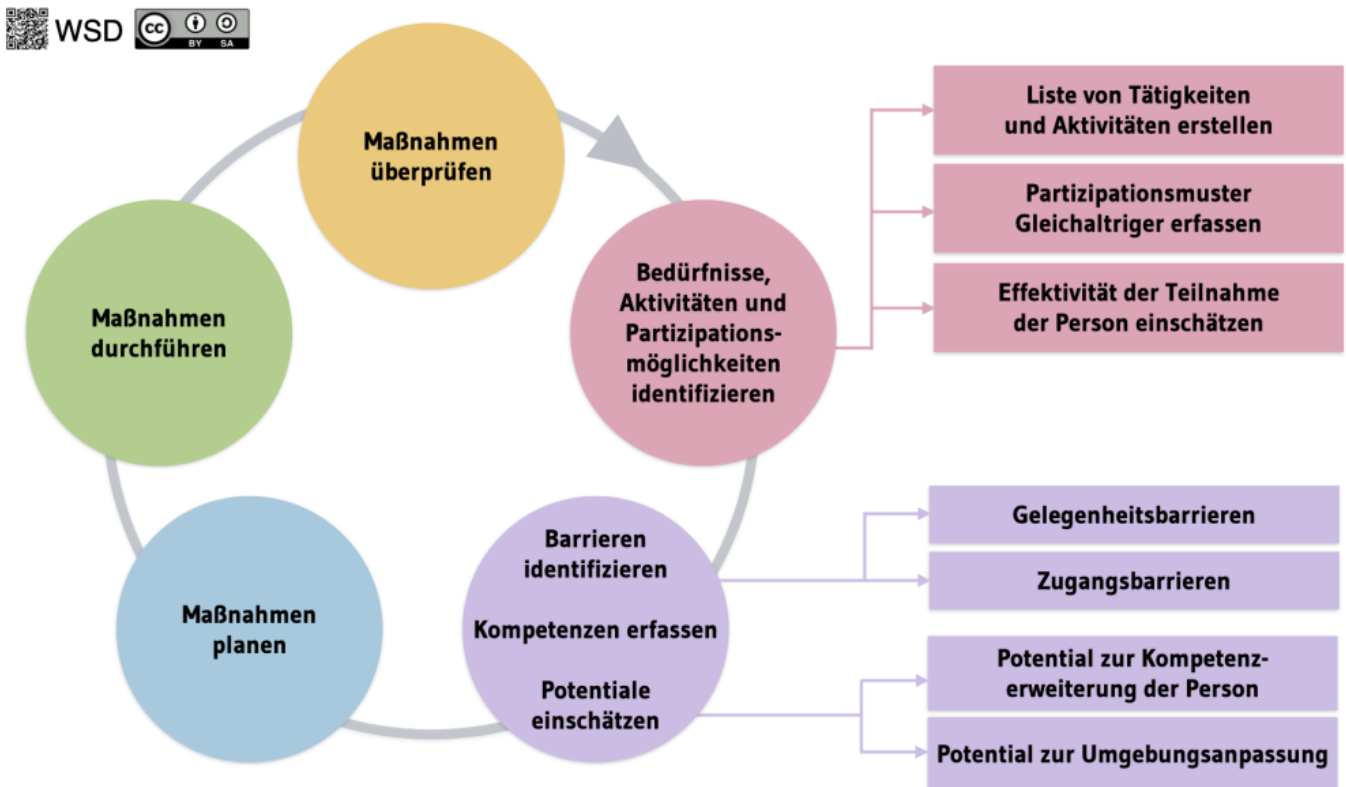 WSD
cc
BY SA
Maßnahmen
überprüfen
Maßnahmen
durchführen
Bedürfnisse,
Aktivitäten und
Partizipations-
möglichkeiten
identifizieren
Liste von Tätigkeiten
und Aktivitäten erstellen
Partizipationsmuster
Gleichaltriger erfassen
Effektivität der Teilnahme
der Person einschätzen
Maßnahmen
planen
Barrieren
identifizieren
Kompetenzen erfassen
Potentiale
einschätzen
Gelegenheitsbarrieren
Zugangsbarrieren
Potential zur Kompetenz-
erweiterung der Person
Potential zur Umgebungsanpassung